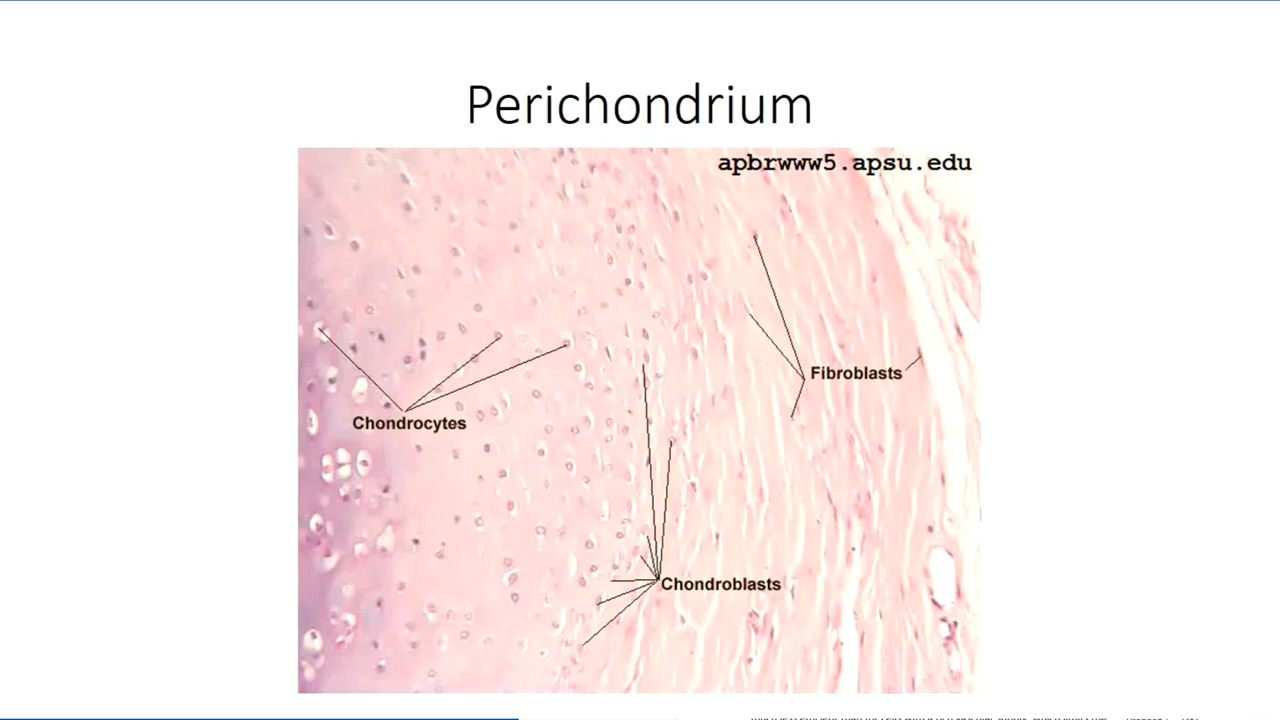 Perichondrium
apbrwww5.apsu.edu
Fibroblasts
Chondrocytes
Chondroblasts